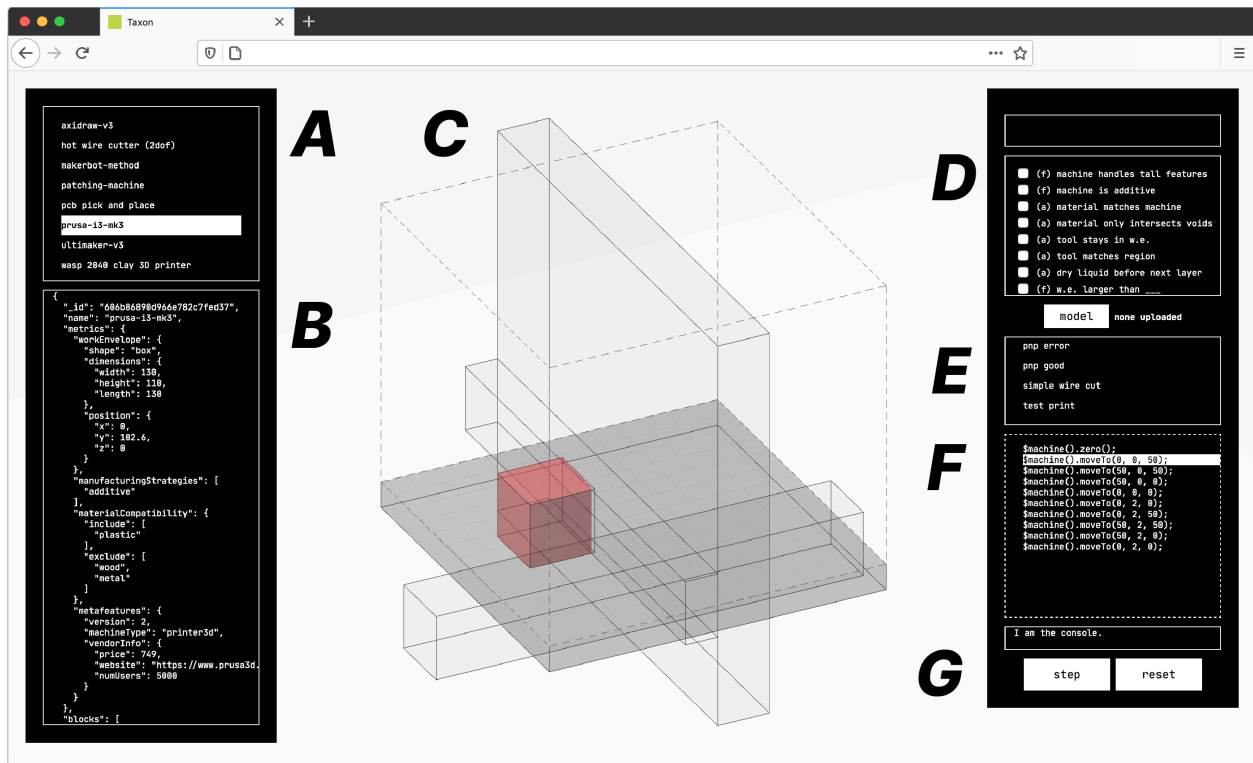 Taxon
A
axidraw-v3
hot wire cutter (2dof)
makerbot-method
patching-machine
pcb pick and place
prusa-i3-mk3
ultimaker-v3
wasp 2040 clay 3D printer
B
{
"_id": "606b86890d966e782c7fed37",
"name": "prusa-i3-mk3",
"metrics": {
"workEnvelope": {
"shape": "box",
"dimensions": {
"width": 130,
"height": 110,
"length": 130
},
"position": {
"x": 0,
"y": 102.6,
"z": 0
}
},
"manufacturingStrategies": [
"additive"
],
"materialCompatibility": {
"include": [
"plastic"
],
"exclude": [
"wood",
"metal"
]
},
"metafeatures": {
"version": 2,
"machineType": "printer3d",
"vendorInfo": {
"price": 749,
"website": "https://www.prusa3d.
"numUsers": 5000
}
}
},
"blocks": [
C
D
(f) machine handles tall features
(f) machine is additive
(a) material matches machine
(a) material only intersects voids
(a) tool stays in w.e.
(a) tool matches region
(a) dry liquid before next layer
(f) w.e. larger than ___
model none uploaded
E
pnp error
pnp good
simple wire cut
test print
F
$machine().zero();
$machine().moveTo(0, 0, 50);
$machine().moveTo(50, 0, 50);
$machine().moveTo(50, 0, 0);
$machine().moveTo(0, 0, 0);
$machine().moveTo(0, 2, 0);
$machine().moveTo(0, 2, 50);
$machine().moveTo(50, 2, 50);
$machine().moveTo(50, 2, 0);
$machine().moveTo(0, 2, 0);
I am the console.
G
step reset